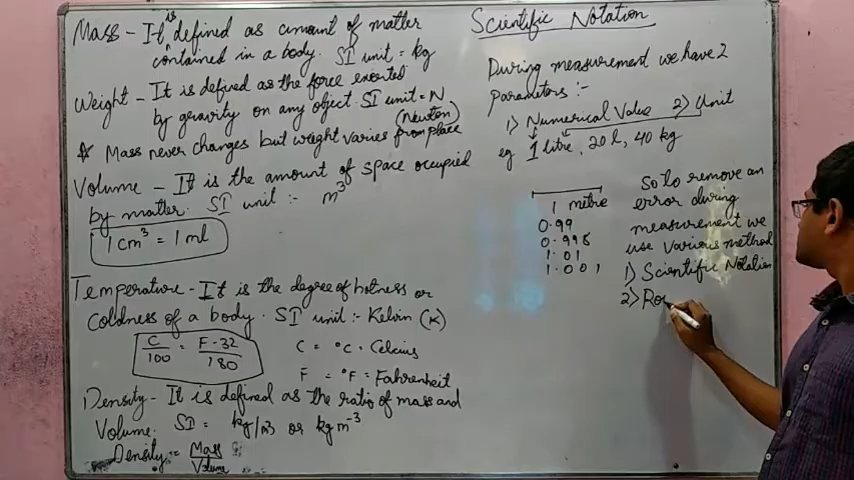 Mass - It is defined as amount of matter
contained in a body. SI unit = kg
Weight - It is defined as the force exerted
by gravity on any object. SI unit = N
(Newton)
* Mass never changes but weight varies from place
Volume - It is the amount of space occupied
by matter. SI unit :- m³
1 cm³ = 1 ml
Temperature - It is the degree of hotness or
coldness of a body. SI unit :- Kelvin (K)
C/100 = F-32/180
C = °C = Celcius
F = °F = Fahrenheit
Density - It is defined as the ratio of mass and
Volume. SI = kg/m3 or kg m⁻³
Density = Mass/Volume
Scientific Notation
During measurement we have 2
parameters :-
1) Numerical Value 2) Unit
eg 1 litre, 20 l, 40 kg
1 metre
0.99
0.998
1.01
1.001
So to remove an
error during
measurement we
use various method
1) Scientific Notation
2) Rou